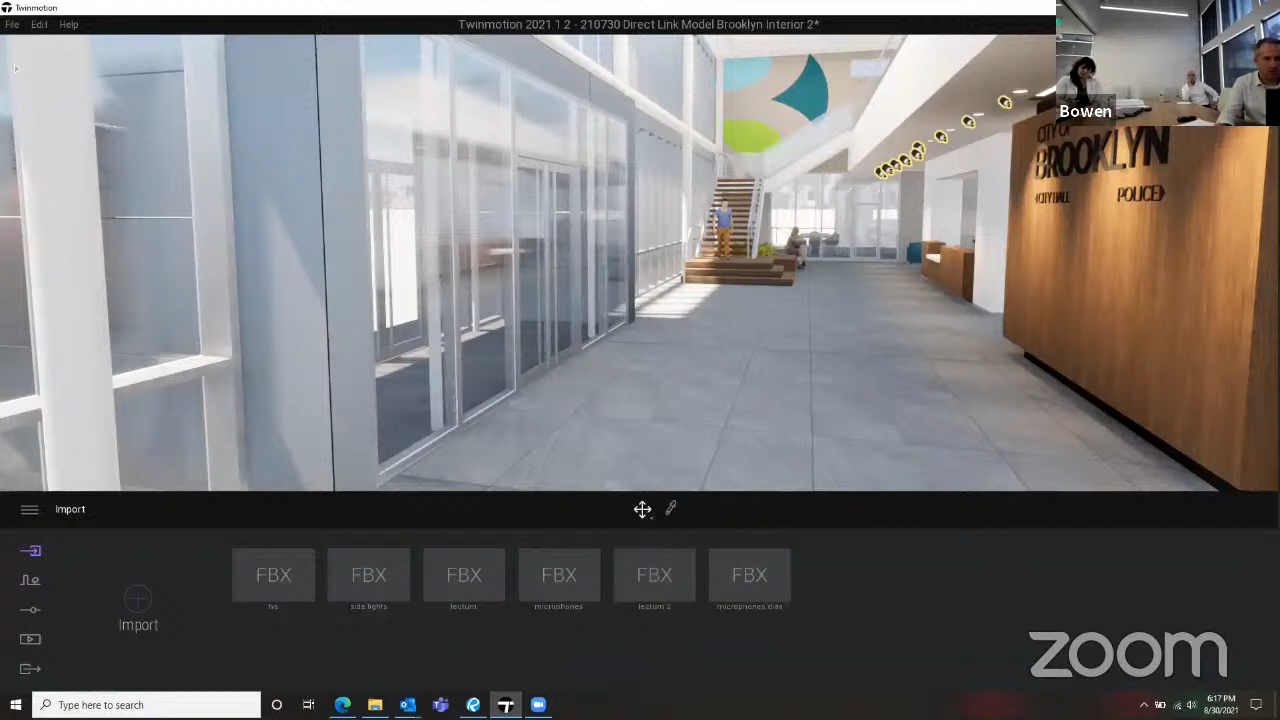 Twinmotion
File Edit Help
Twinmotion 2021.1.2 - 210730 Direct Link Model Brooklyn Interior 2*
Bowen
CITY OF
BROOKLYN
CITY HALL POLICE
Import
FBX FBX FBX FBX FBX FBX
tvs side lights lecturn microphones lecturn 2 microphones dias
Import
zoom
Type here to search
6:17 PM
8/30/2021